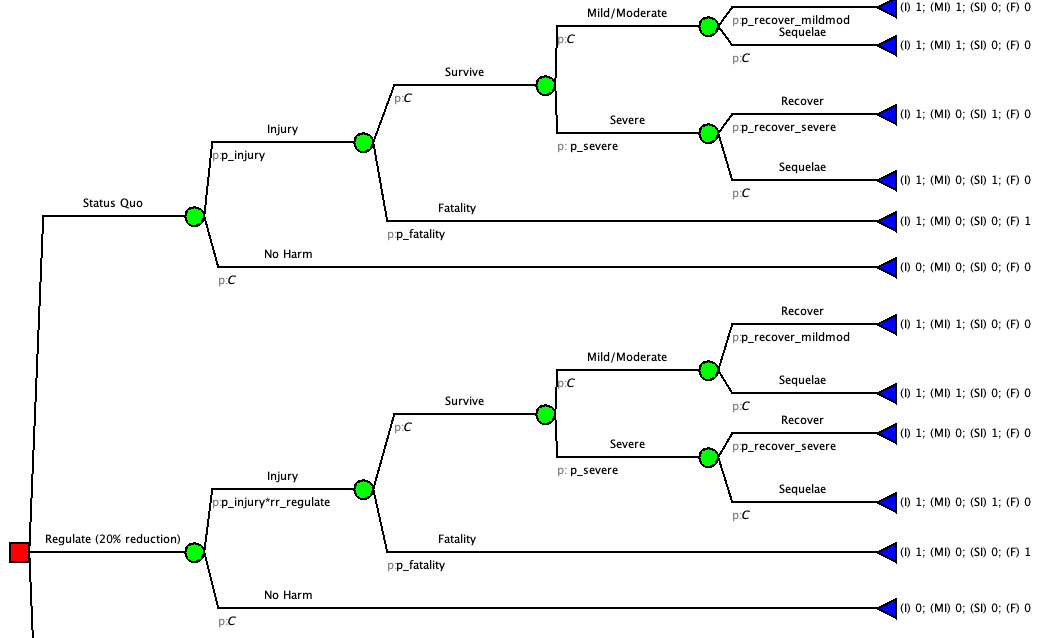 Mild/Moderate
p:C
p:p_recover_mildmod
(I) 1; (MI) 1; (SI) 0; (F) 0
Sequelae
p:C
(I) 1; (MI) 1; (SI) 0; (F) 0
Survive
p:C
Severe
p: p_severe
Recover
p:p_recover_severe
(I) 1; (MI) 0; (SI) 1; (F) 0
Injury
p:p_injury
Sequelae
p:C
(I) 1; (MI) 0; (SI) 1; (F) 0
Status Quo
Fatality
p:p_fatality
(I) 1; (MI) 0; (SI) 0; (F) 1
No Harm
p:C
(I) 0; (MI) 0; (SI) 0; (F) 0
Recover
p:p_recover_mildmod
(I) 1; (MI) 1; (SI) 0; (F) 0
Mild/Moderate
p:C
Sequelae
p:C
(I) 1; (MI) 1; (SI) 0; (F) 0
Survive
p:C
Recover
p:p_recover_severe
(I) 1; (MI) 0; (SI) 1; (F) 0
Severe
p: p_severe
Injury
p:p_injury*rr_regulate
Sequelae
p:C
(I) 1; (MI) 0; (SI) 1; (F) 0
Regulate (20% reduction)
Fatality
p:p_fatality
(I) 1; (MI) 0; (SI) 0; (F) 1
No Harm
p:C
(I) 0; (MI) 0; (SI) 0; (F) 0